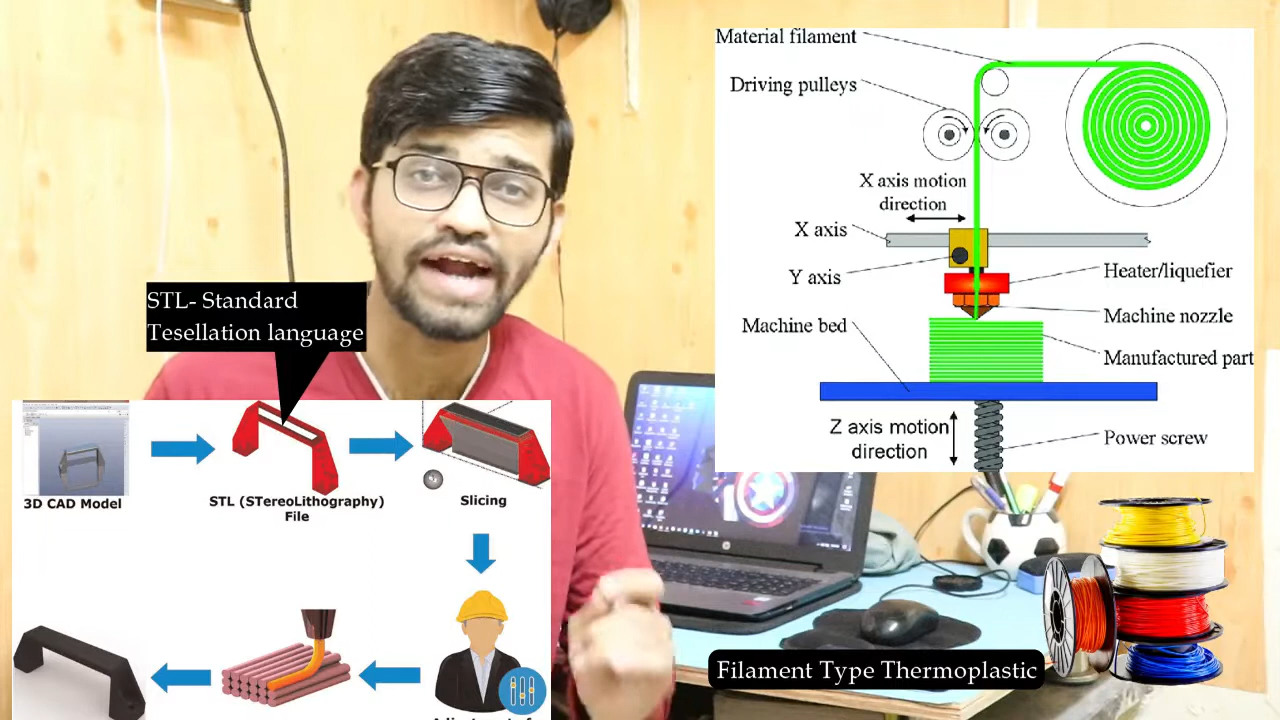 Material filament
Driving pulleys
X axis motion
direction
X axis
Y axis
Heater/liquefier
Machine nozzle
Machine bed
Manufactured part
Z axis motion
direction
Power screw
STL- Standard
Tesellation language
3D CAD Model
STL (STereoLithography)
File
Slicing
Filament Type Thermoplastic